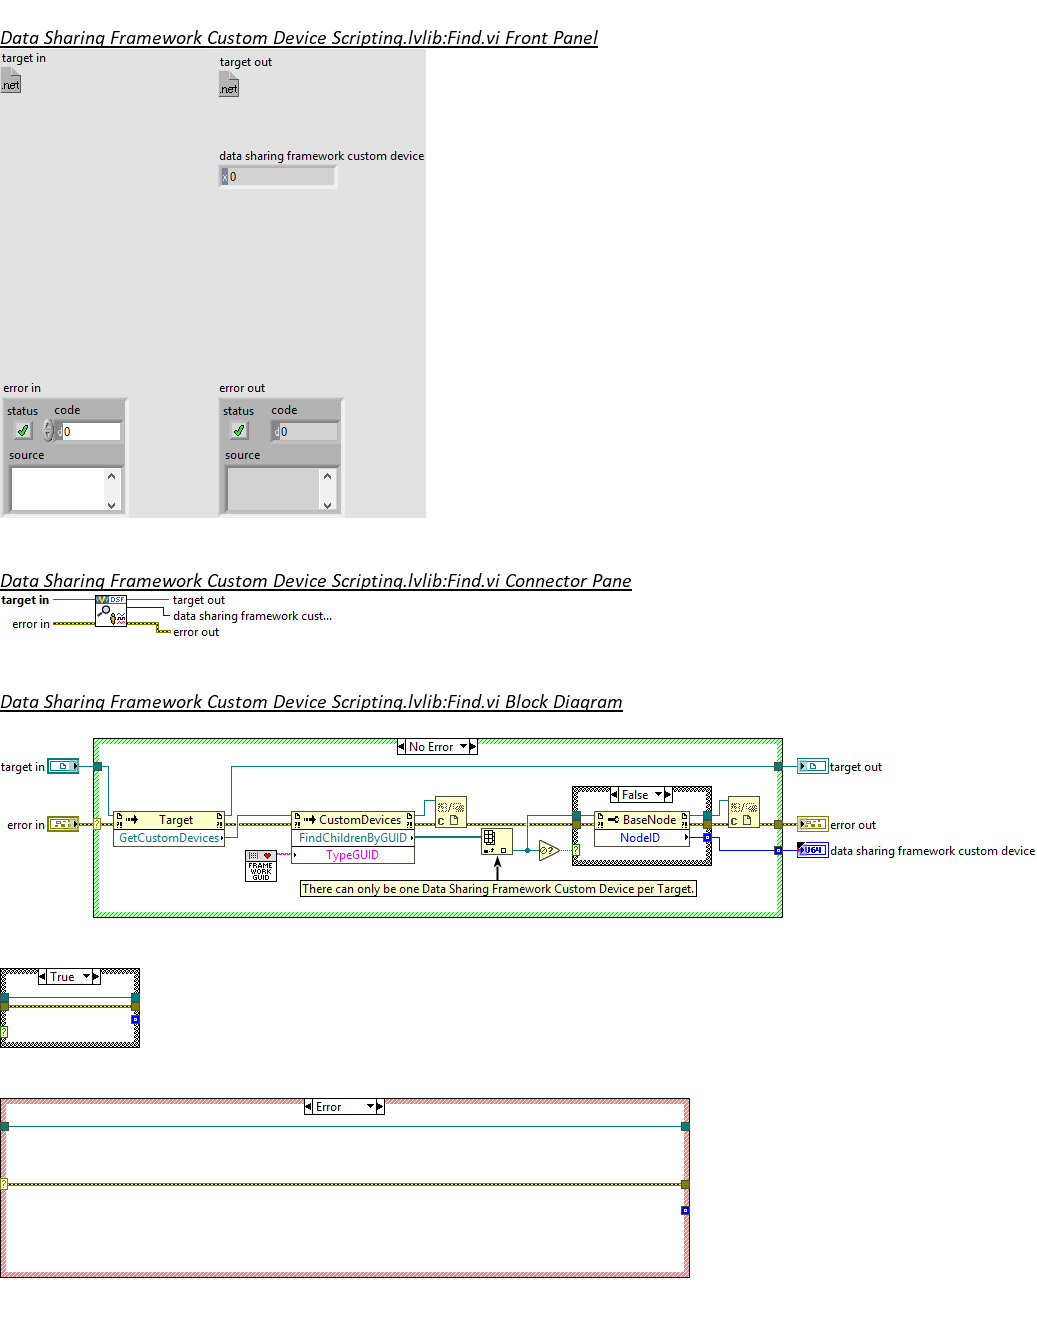 Data Sharing Framework Custom Device Scripting.lvlib:Find.vi Front Panel
target in
target out
.net
.net
data sharing framework custom device
x 0
error in
error out
status code
status code
d 0
d 0
source
source
Data Sharing Framework Custom Device Scripting.lvlib:Find.vi Connector Pane
target in
DSF
target out
data sharing framework cust...
error in
error out
Data Sharing Framework Custom Device Scripting.lvlib:Find.vi Block Diagram
No Error
target in
target out
False
error in
Target
CustomDevices
BaseNode
error out
GetCustomDevices
FindChildrenByGUID
NodeID
U64
data sharing framework custom device
TypeGUID
FRAME
WORK
GUID
There can only be one Data Sharing Framework Custom Device per Target.
True
Error